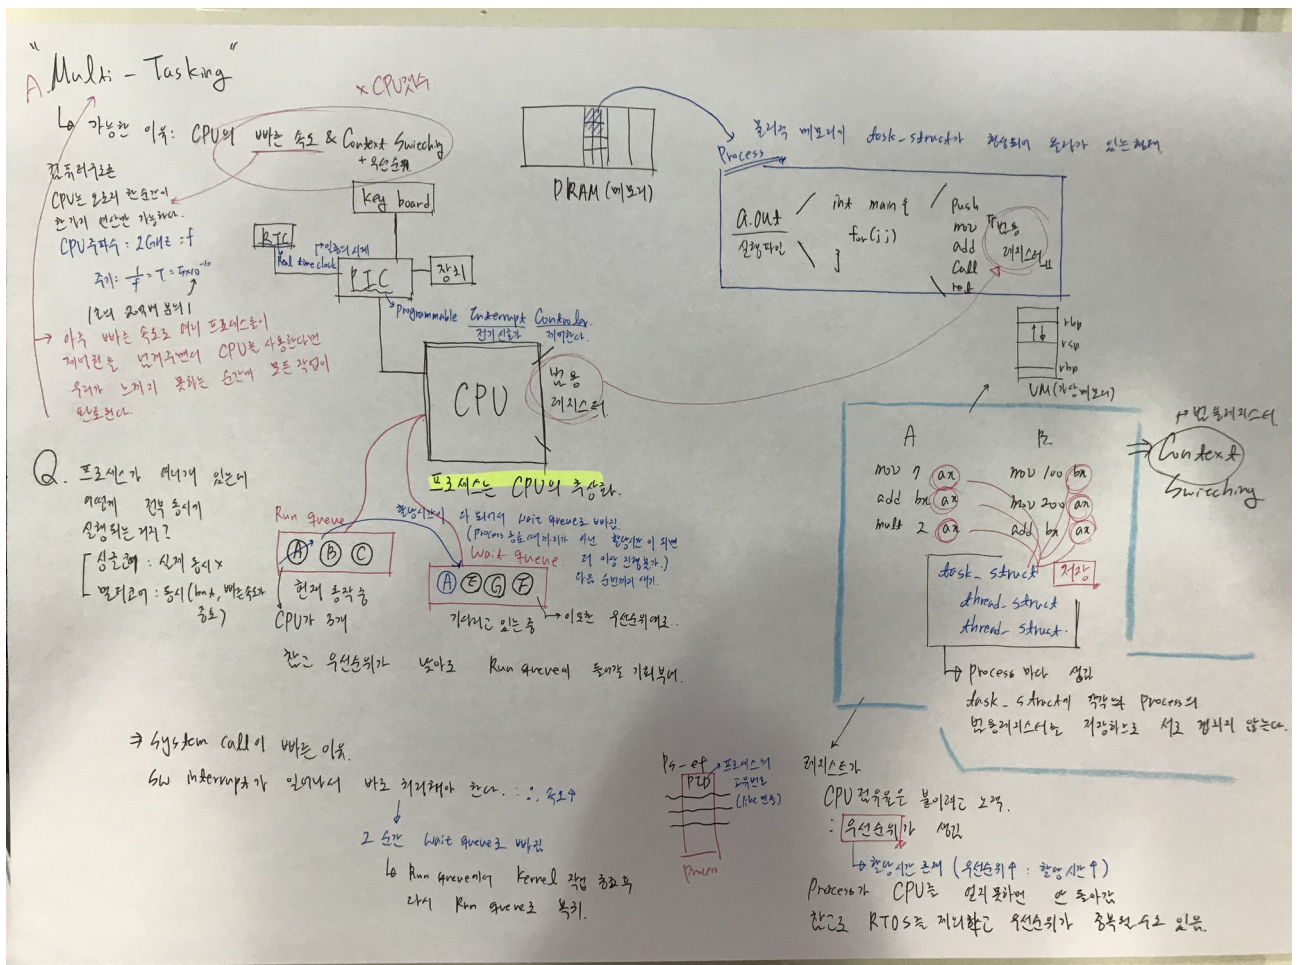 "Multi - Tasking"
A.
× CPU갯수.
↳ 가능한 이유: CPU의 빠른 속도 & Context Switching
+ 우선순위
컴퓨터구조론
CPU는 오로지 한순간에
한가지 연산만 가능하다.
CPU주파수 : 2GHz = f
주기: 1/f = T = 5×10⁻¹⁰
→ 아주 빠른 속도로 여러 프로세스들이
제어권을 넘겨주면서 CPU를 사용한다면
우리가 느끼지 못하는 순간에 모든 작업이
완료된다.
key board
RTC
Real time clock
PIC
장치
Programmable Interrupt Controler
전기신호가 제어한다.
CPU
범용
레지스터
프로세스는 CPU의 추상화.
DRAM (메모리)
물리적 메모리에 task_struct가 형성되어 올라가 있는 형태
Process
a.out
실행파일
int main {
for(;;)
}
push
mov
add
call
ret
범용
레지스터
rbp
rsp
rbp
VM(가상메모리)
Q. 프로세스가 여러개 있는데
어떻게 전부 동시에
실행되는 거지?
싱글코어 : 실제 동시 ×
멀티코어 : 동시 (but, 빠른속도가
중요)
Run queue
A B C
현재 동작 중
CPU가 3개
할당시간이 다 되어서 wait queue로 빠짐.
(process 종료때까지가 아닌 할당시간이 되면
더 이상 진행불가.)
다음 순번까지 대기.
Wait queue
A E G F
기다리고 있는 중
→ 이또한 우선순위대로..
참고 우선순위가 낮아도 Run queue에 들어갈 기회부여.
A
B
mov 7 ax
add bx ax
mult 2 ax
mov 100 bx
mov 200 ax
add bx ax
task_struct
저장
thread_struct
thread_struct.
↳ process 마다 생김
task_struct에 각각의 process의
범용레지스터를 저장하므로 서로 겹치지 않는다.
범용레지스터
⇒ Context
Switching
⇒ System call이 빠른 이유.
SW interrupt가 일어나서 바로 처리해야 한다. ∴ 속도↑
2 순간 wait queue로 빠짐
↳ Run queue에서 kernel 작업 종료후
다시 Run queue로 복귀.
ps -ef
PID
→ 프로세스의
고유번호
(like 민증)
process
레지스터가
CPU점유율은 높이려고 노력.
: 우선순위가 생김
↳ 할당시간 존재 (우선순위↑ : 할당시간↑)
Process가 CPU를 얻지못하면 안 돌아감
참고로 RTOS를 제외하고 우선순위가 중복될수도 있음